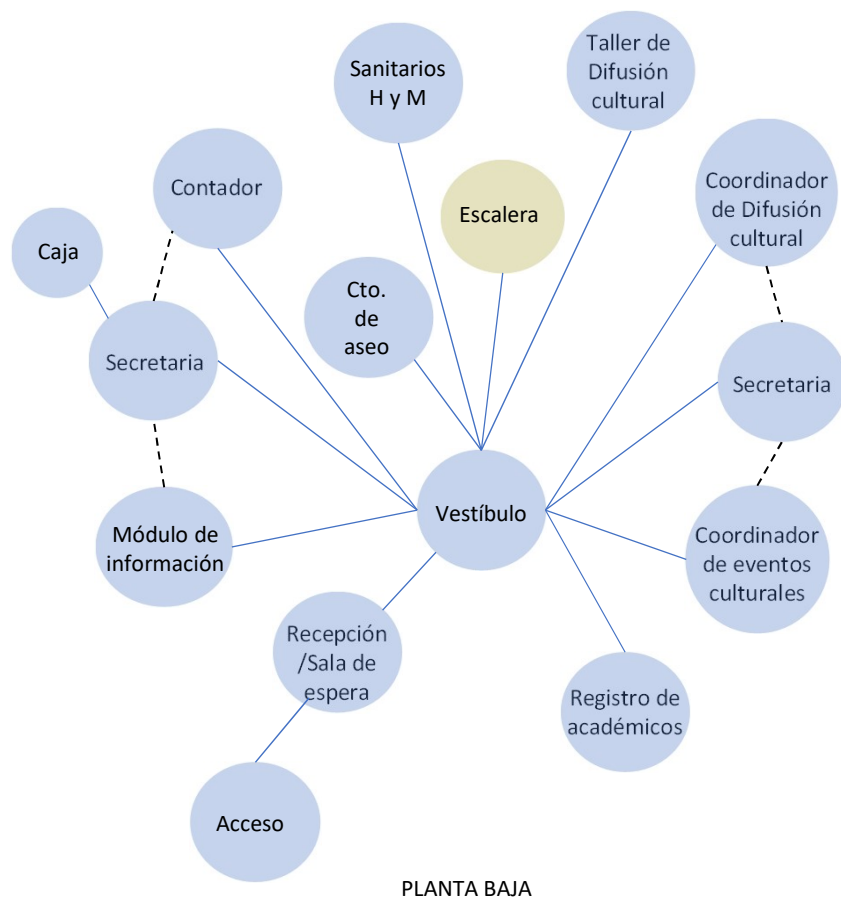 Sanitarios
H y M
Taller de
Difusión
cultural
Contador
Escalera
Coordinador
de Difusión
cultural
Caja
Cto.
de
aseo
Secretaria
Secretaria
Vestíbulo
Módulo de
información
Coordinador
de eventos
culturales
Recepción
/Sala de
espera
Registro de
académicos
Acceso
PLANTA BAJA